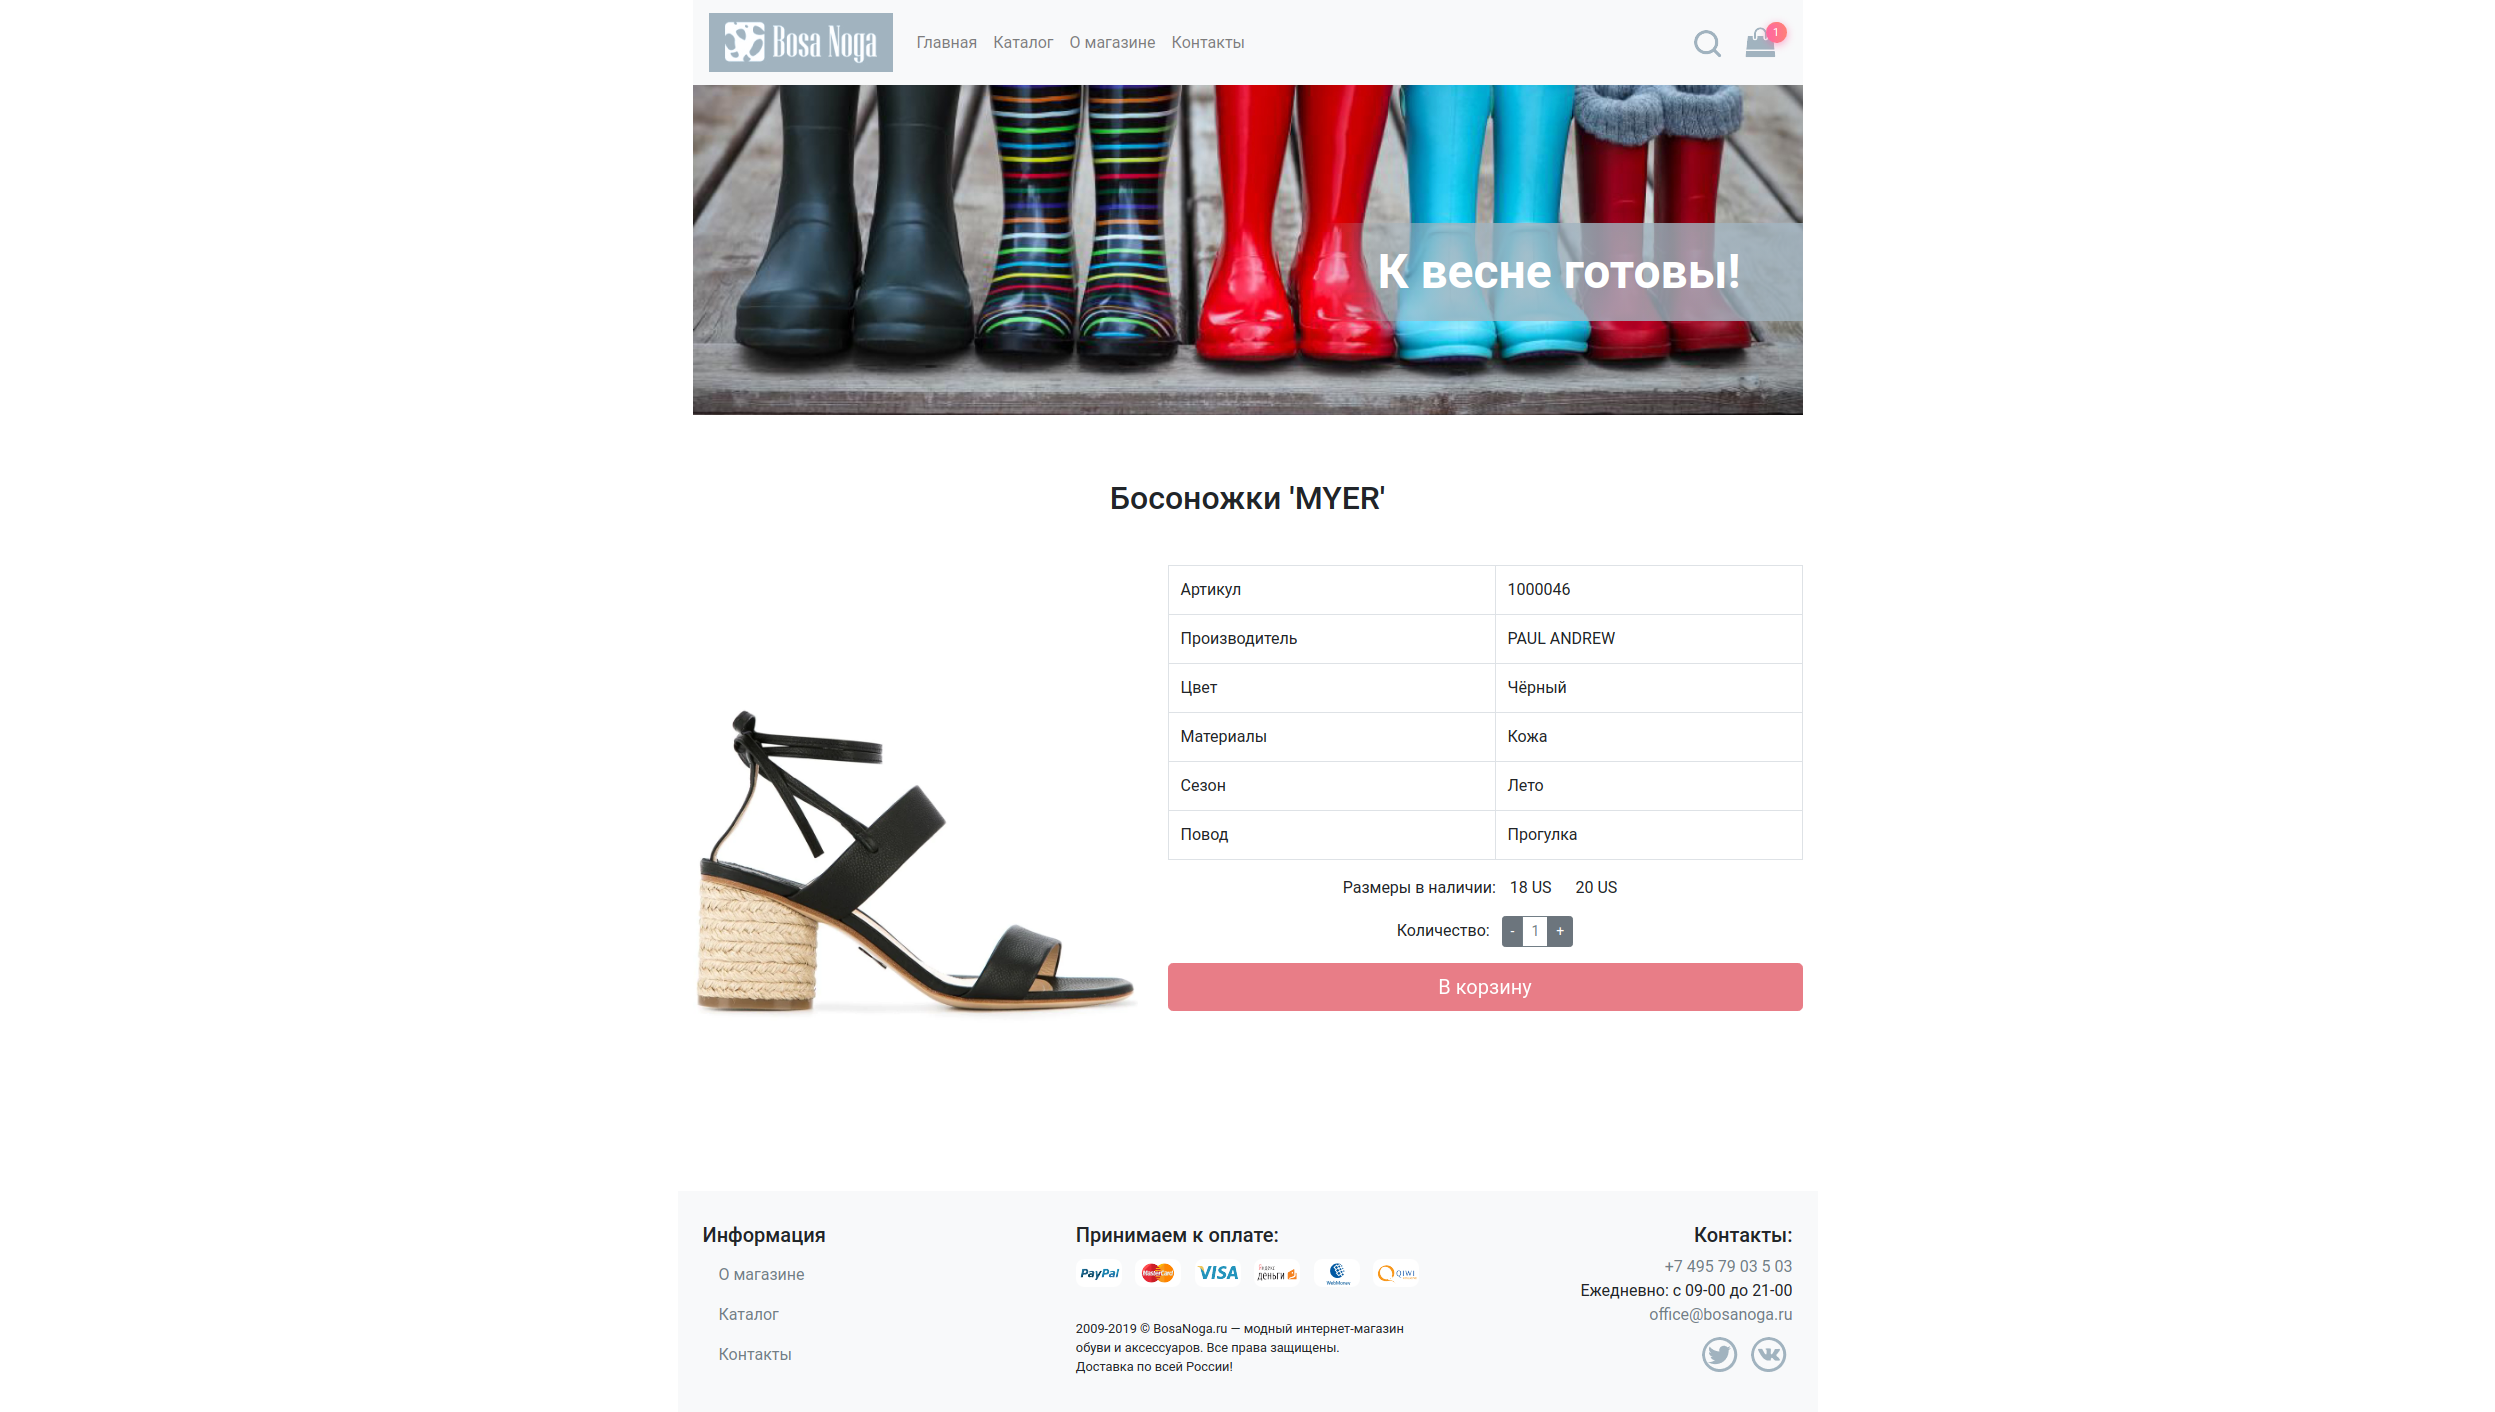 Bosa Noga
Главная Каталог О магазине Контакты
1
К весне готовы!
Босоножки 'MYER'
Артикул 1000046
Производитель PAUL ANDREW
Цвет Чёрный
Материалы Кожа
Сезон Лето
Повод Прогулка
Размеры в наличии: 18 US 20 US
Количество: - 1 +
В корзину
Информация
О магазине
Каталог
Контакты
Принимаем к оплате:
PayPal MasterCard VISA Яндекс деньги WebMoney QIWI
2009-2019 © BosaNoga.ru — модный интернет-магазин
обуви и аксессуаров. Все права защищены.
Доставка по всей России!
Контакты:
+7 495 79 03 5 03
Ежедневно: с 09-00 до 21-00
office@bosanoga.ru